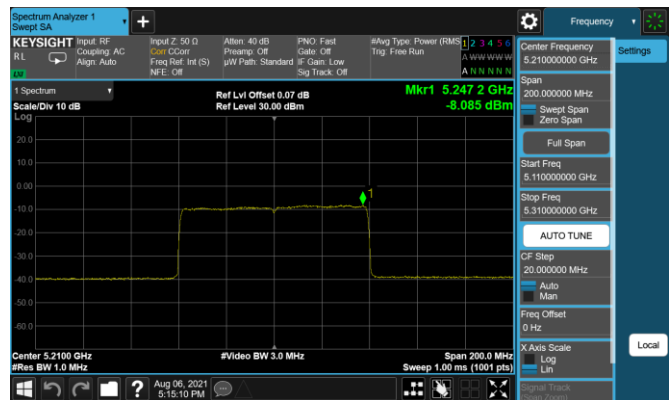 Spectrum Analyzer 1
Swept SA
Frequency
KEYSIGHT
RL
Input: RF
Coupling: AC
Align: Auto
Input Z: 50 Ω
Corr CCorr
Freq Ref: Int (S)
NFE: Off
Atten: 40 dB
Preamp: Off
µW Path: Standard
PNO: Fast
Gate: Off
IF Gain: Low
Sig Track: Off
#Avg Type: Power (RMS
Trig: Free Run
1 2 3 4 5 6
A W W W W W
A N N N N N
1 Spectrum
Scale/Div 10 dB
Log
Ref Lvl Offset 0.07 dB
Ref Level 30.00 dBm
Mkr1 5.247 2 GHz
-8.085 dBm
20.0
10.0
0.00
-10.0
-20.0
-30.0
-40.0
-50.0
-60.0
1
Center 5.2100 GHz
#Res BW 1.0 MHz
#Video BW 3.0 MHz
Span 200.0 MHz
Sweep 1.00 ms (1001 pts)
Aug 06, 2021
5:15:10 PM
Center Frequency
5.210000000 GHz
Span
200.000000 MHz
Swept Span
Zero Span
Full Span
Start Freq
5.110000000 GHz
Stop Freq
5.310000000 GHz
AUTO TUNE
CF Step
20.000000 MHz
Auto
Man
Freq Offset
0 Hz
X Axis Scale
Log
Lin
Signal Track
(Span Zoom)
Settings
Local